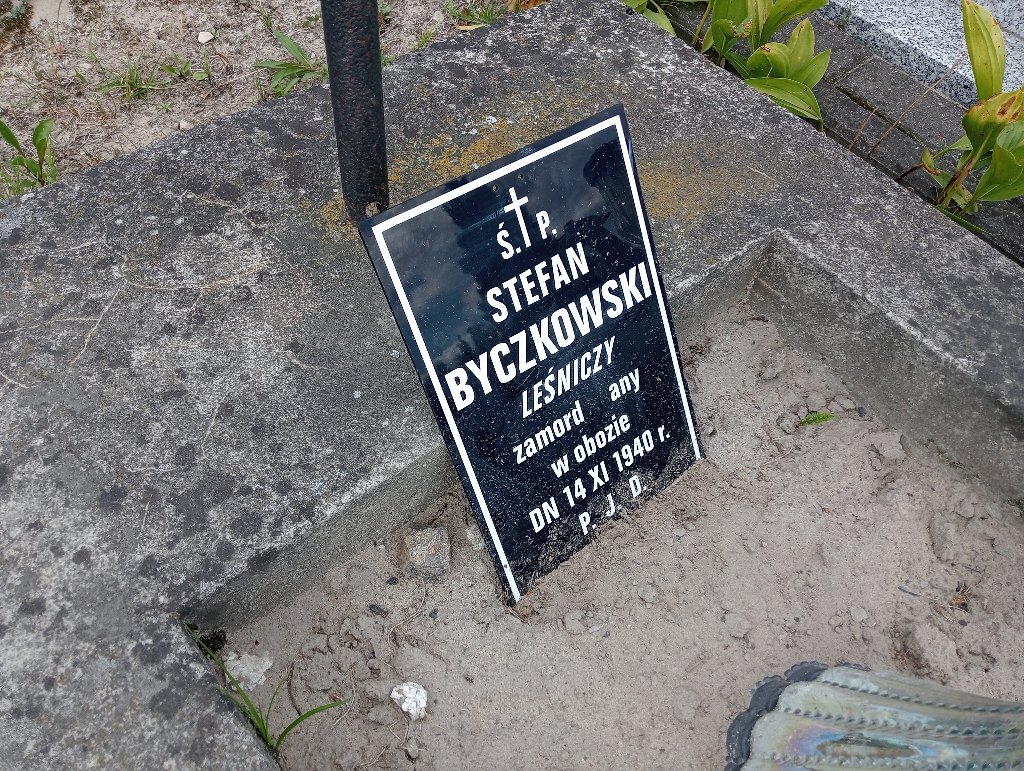 Ś. P.
STEFAN
BYCZKOWSKI
LEŚNICZY
zamord any
w obozie
DN 14 XI 1940 r.
P. J. D.